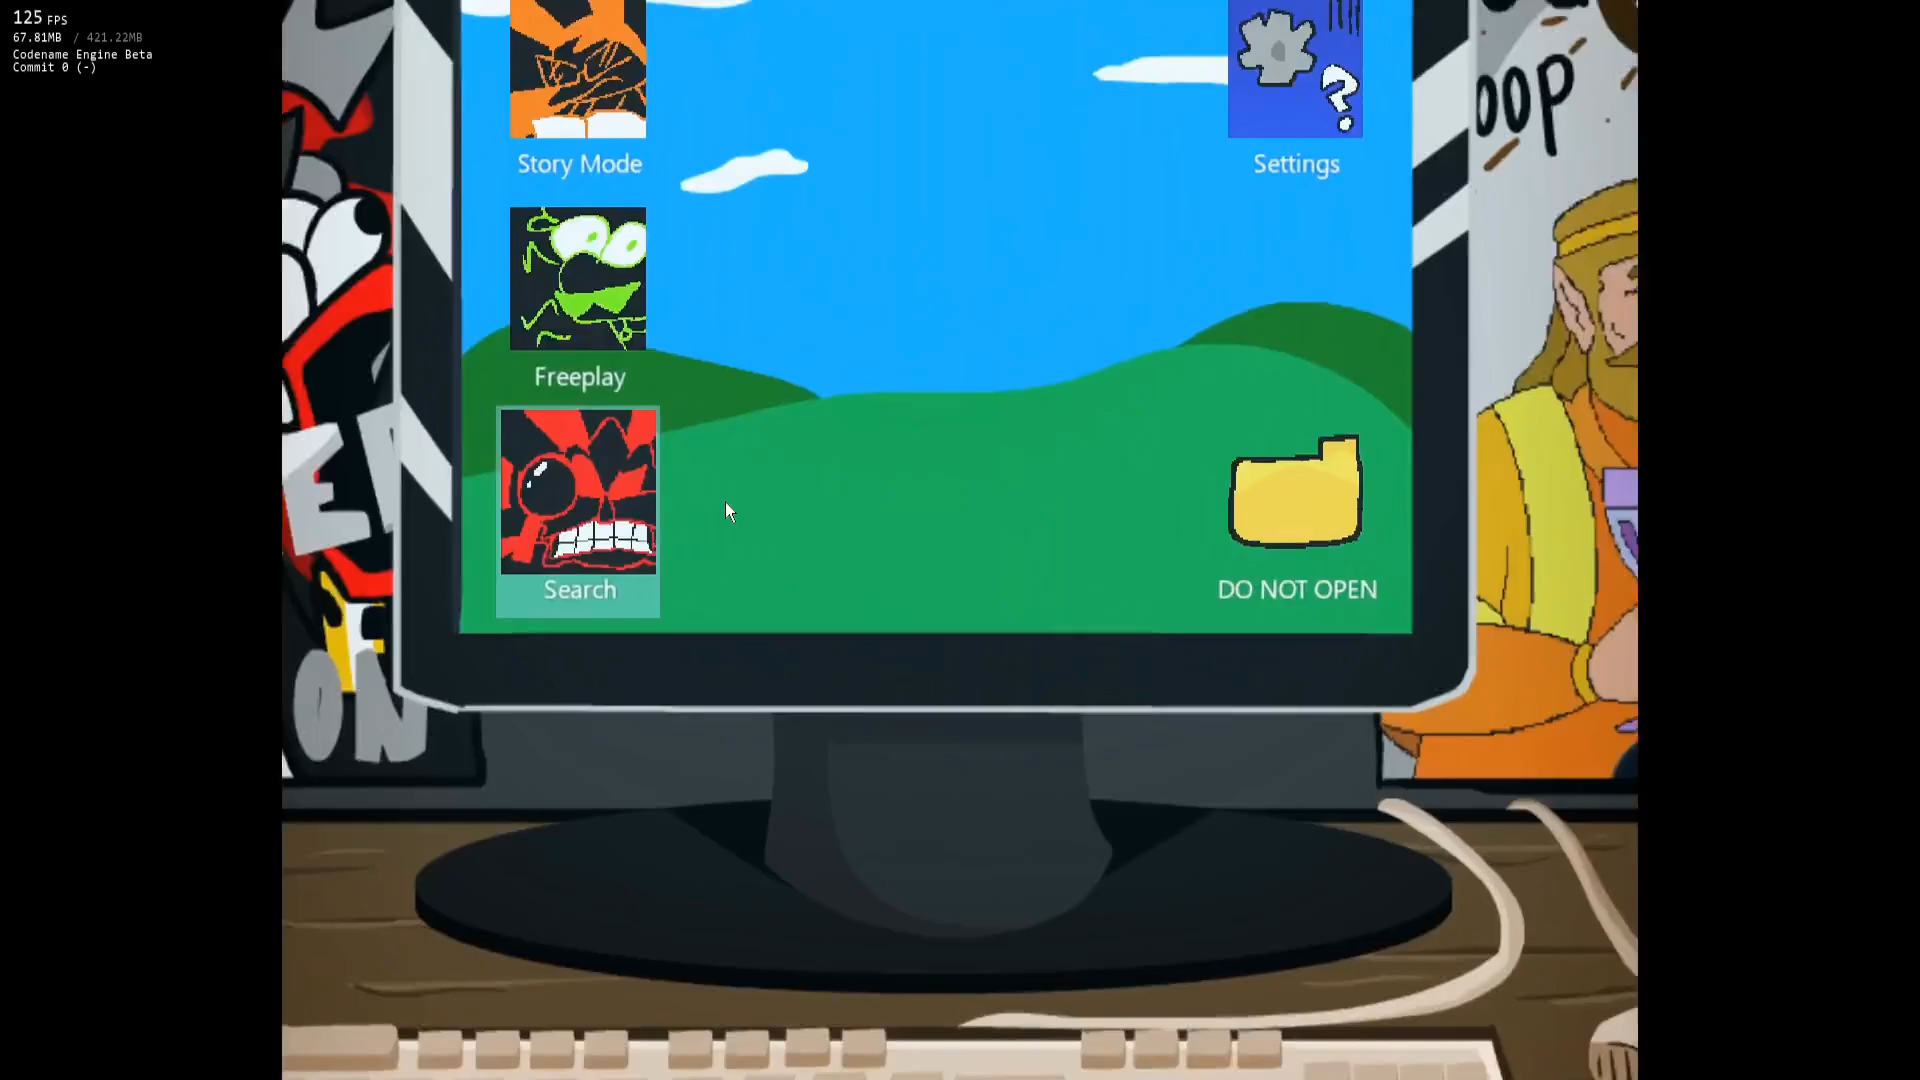 125 FPS
67.81MB / 421.22MB
Codename Engine Beta
Commit 0 (-)
Story Mode
Settings
Freeplay
Search
DO NOT OPEN